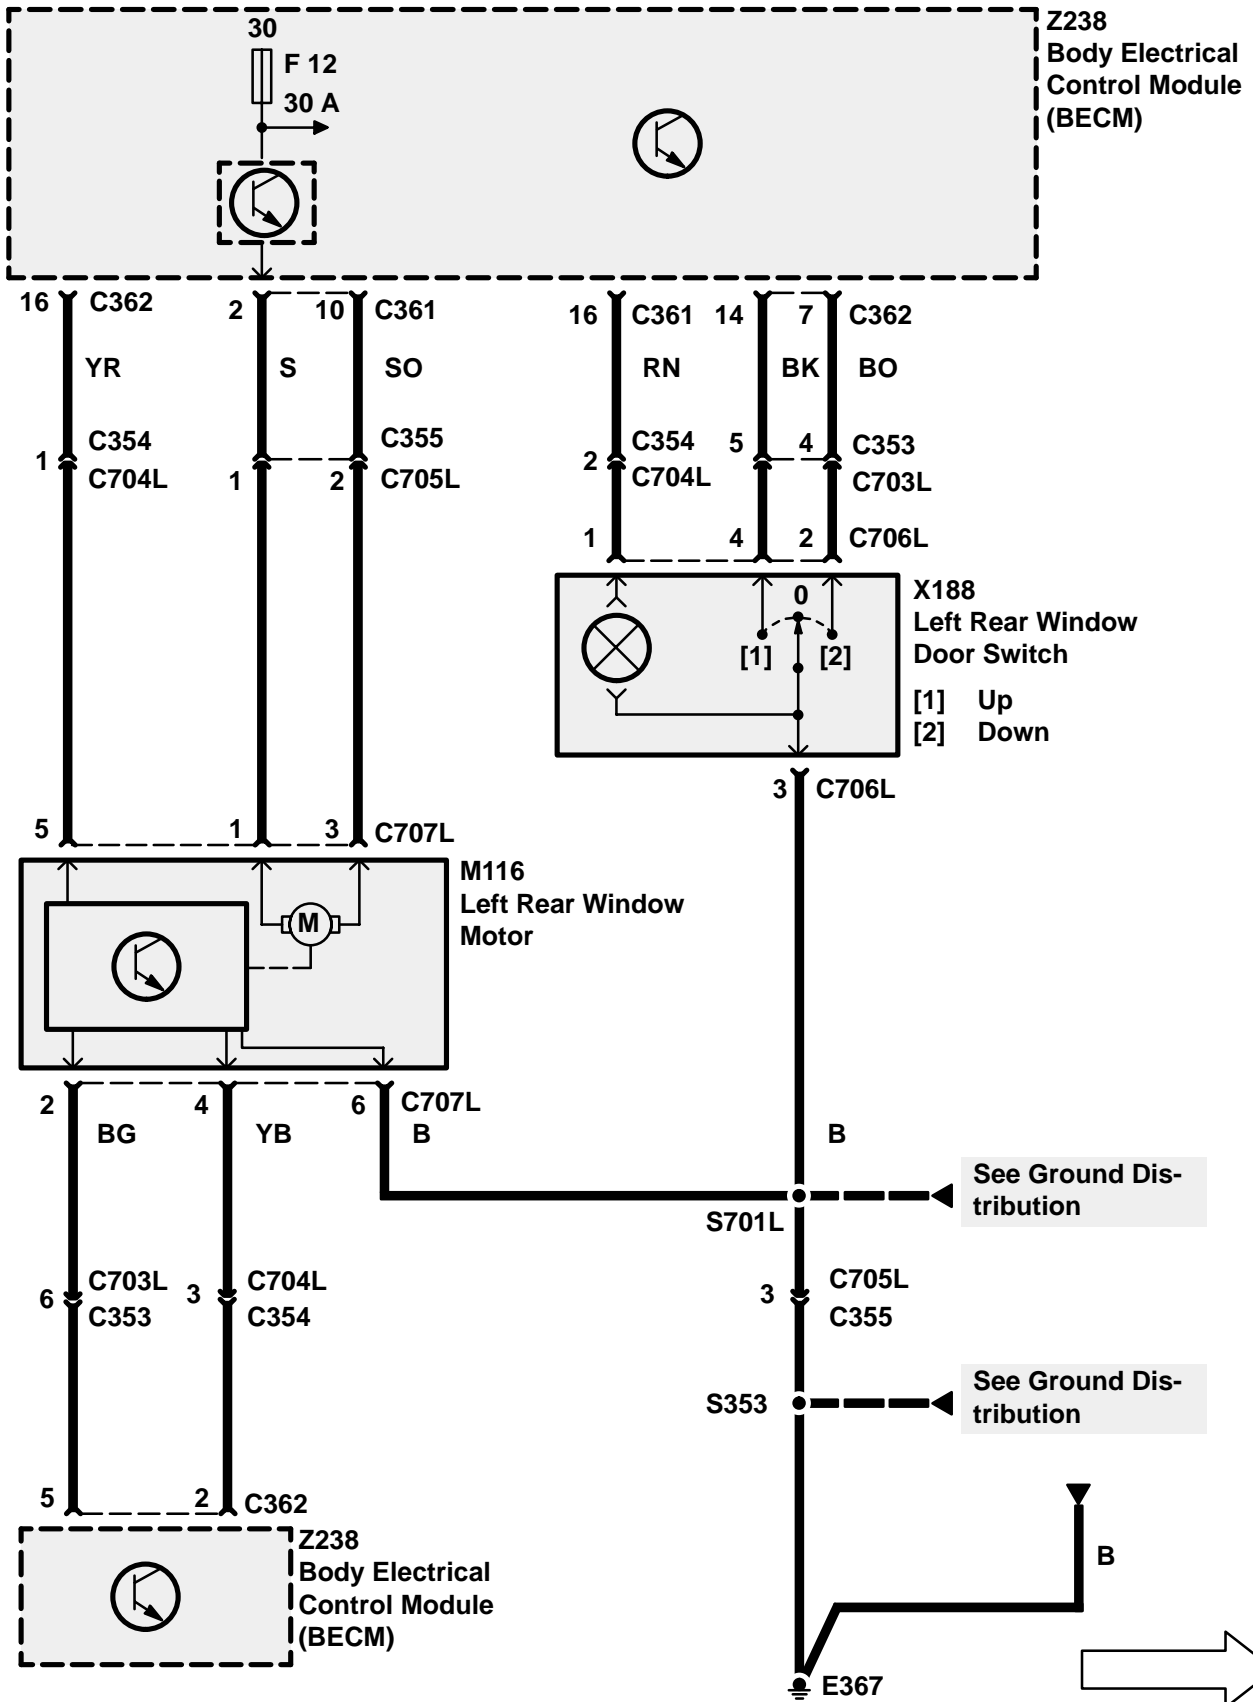 30
F 12
30 A
Z238
Body Electrical
Control Module
(BECM)
16 C362 2 10 C361 16 C361 14 7 C362
YR S SO RN BK BO
1 C354 C355 2 C354 5 4 C353
C704L 1 2 C705L C704L C703L
1 4 2 C706L
0
[1] [2]
X188
Left Rear Window
Door Switch
[1] Up
[2] Down
3 C706L
5 1 3 C707L
M116
Left Rear Window
Motor
M
2 4 6 C707L
BG YB B B
See Ground Dis-
tribution
S701L
6 C703L 3 C704L 3 C705L
C353 C354 C355
S353
See Ground Dis-
tribution
5 2 C362
Z238
Body Electrical
Control Module
(BECM)
B
E367